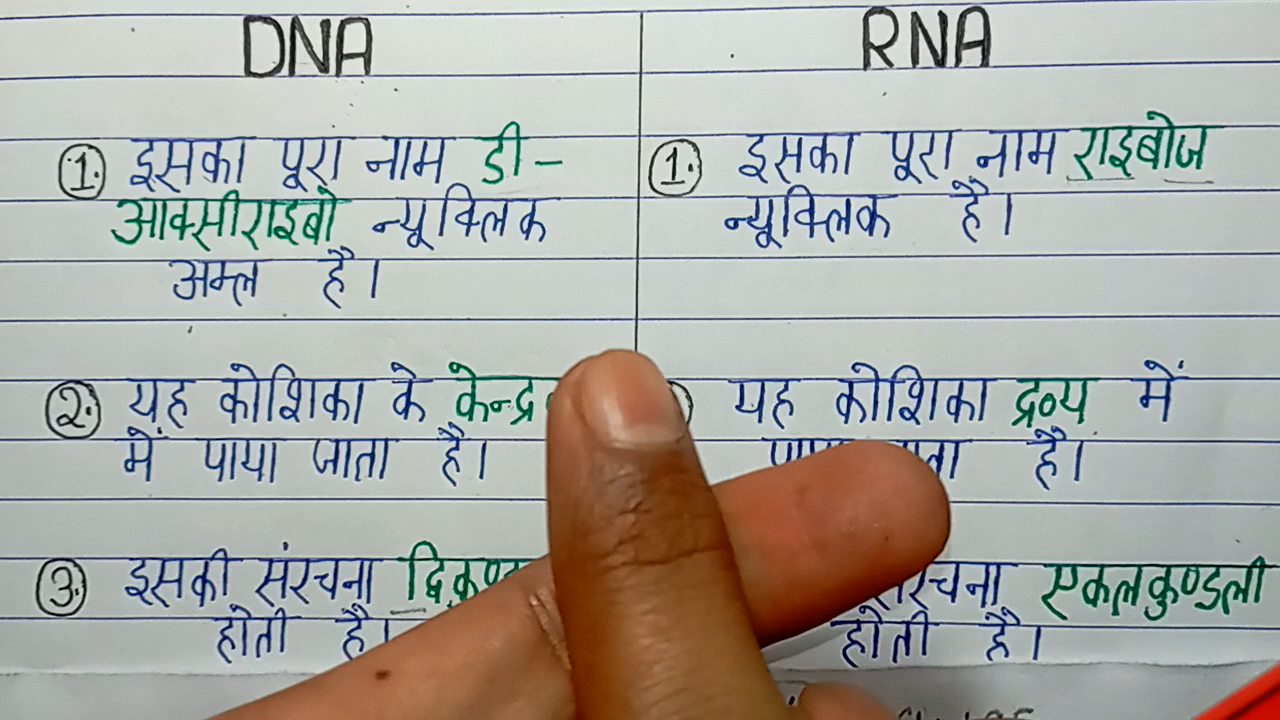 DNA
① इसका पूरा नाम डी-
आक्सीराइबो न्यूक्लिक
अम्ल है।
② यह कोशिका के
में पाया जाता है।
③ इसकी संरचना
होती है।
RNA
① इसका पूरा नाम राइबोज
न्यूक्लिक है।
यह कोशिका द्रव्य में
है।
संरचना एकलकुण्डली
होती है।